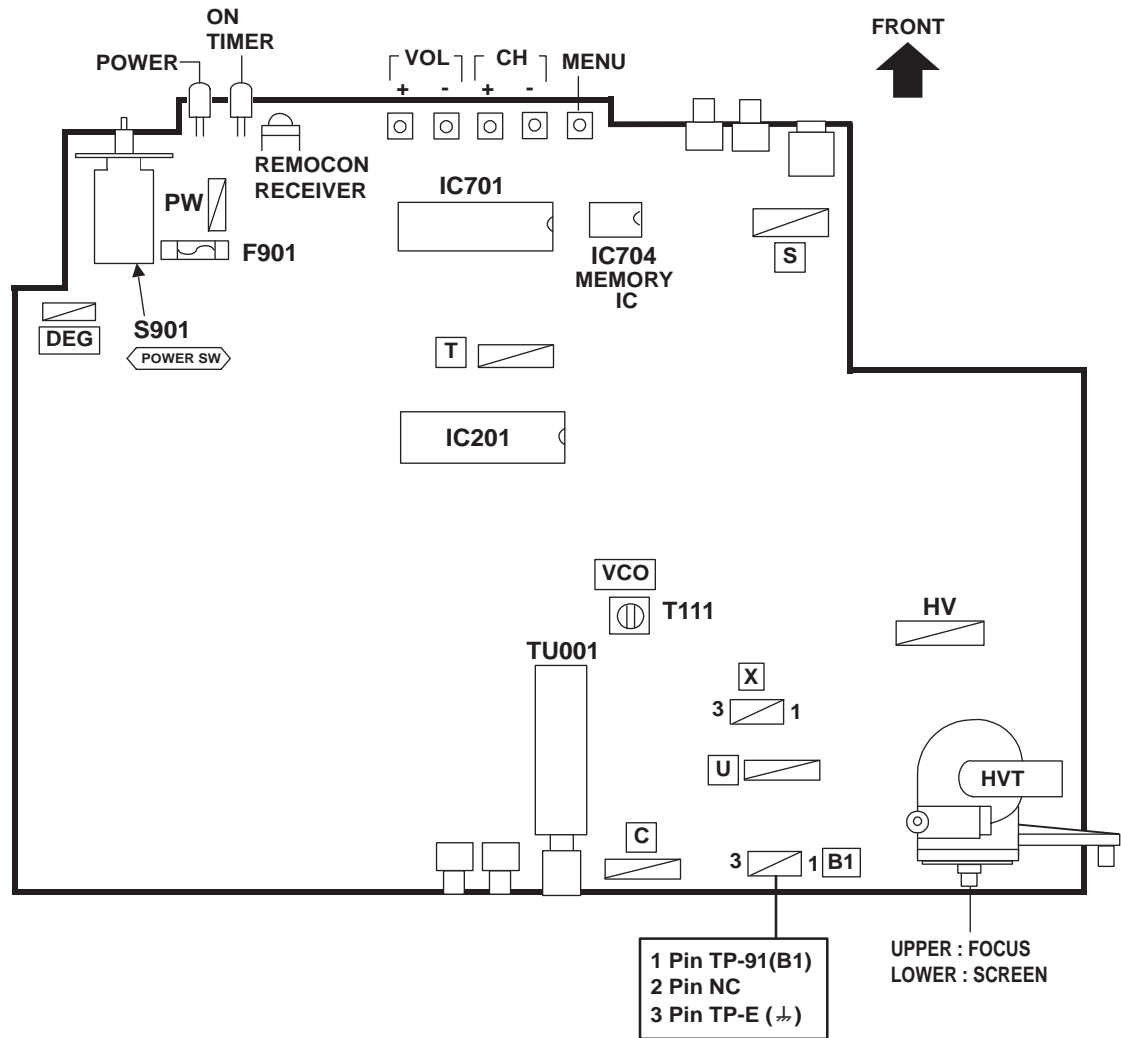 ON
TIMER
FRONT
POWER
VOL
CH
MENU
+ - + -
REMOCON
RECEIVER
PW
F901
IC701
IC704
MEMORY
IC
S
DEG
S901
POWER SW
T
IC201
VCO
T111
HV
TU001
X
3 1
U
HVT
C
3 1 B1
1 Pin TP-91(B1)
2 Pin NC
3 Pin TP-E (⏚)
UPPER : FOCUS
LOWER : SCREEN